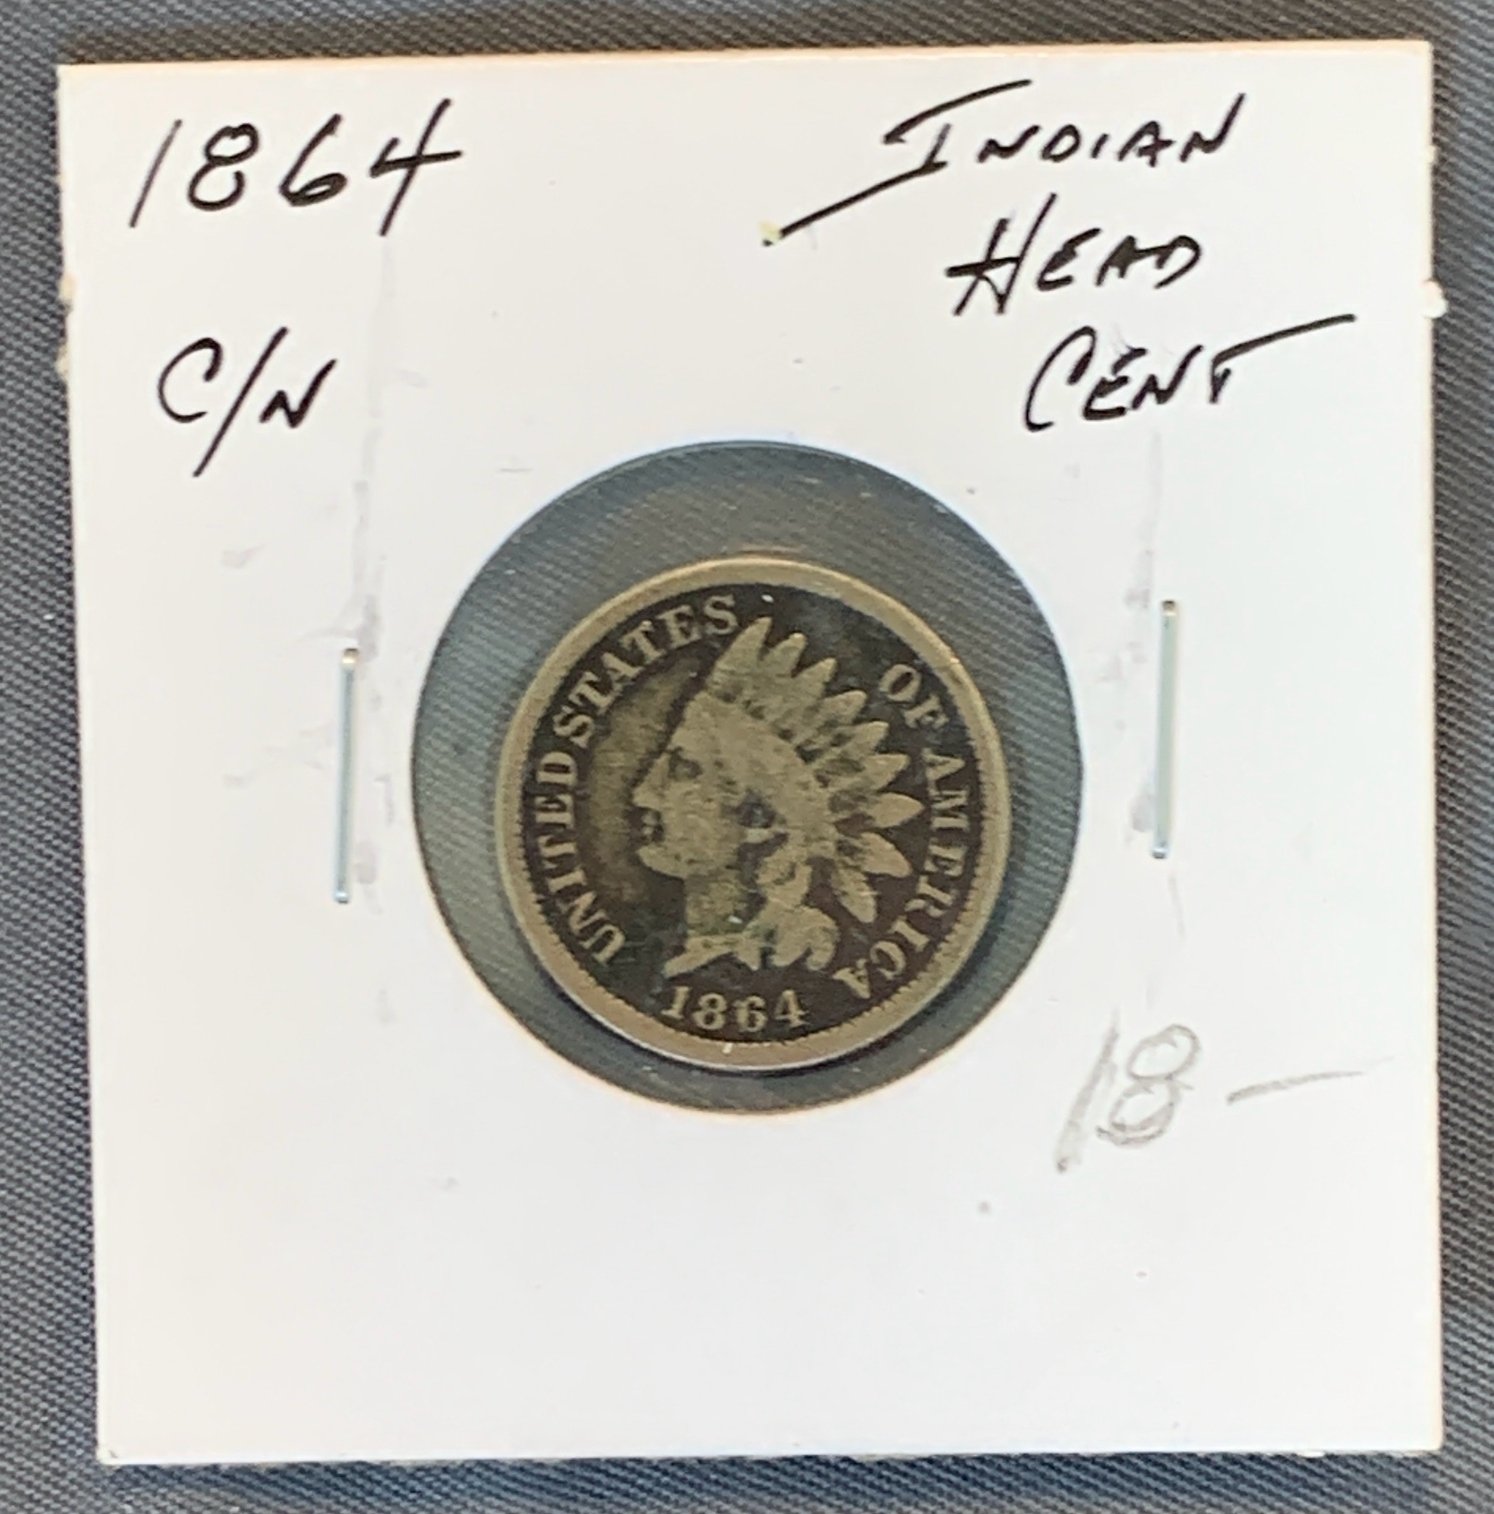 1864
INDIAN
HEAD
CENT
C/N
UNITED STATES OF AMERICA
1864
18-